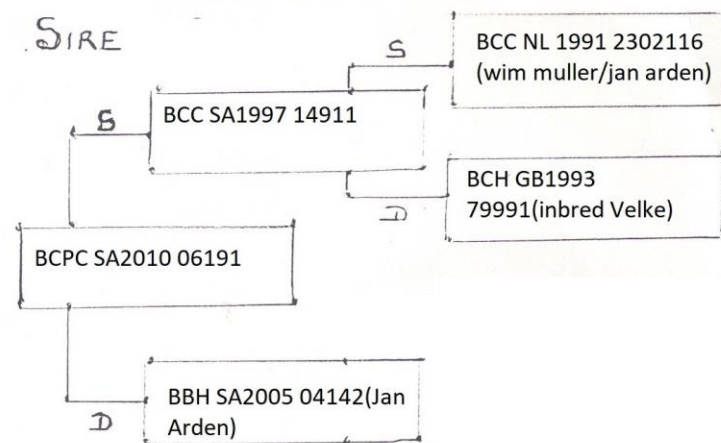 SIRE
S
BCC NL 1991 2302116
(wim muller/jan arden)
S
BCC SA1997 14911
BCH GB1993
79991(inbred Velke)
D
BCPC SA2010 06191
BBH SA2005 04142(Jan
Arden)
D